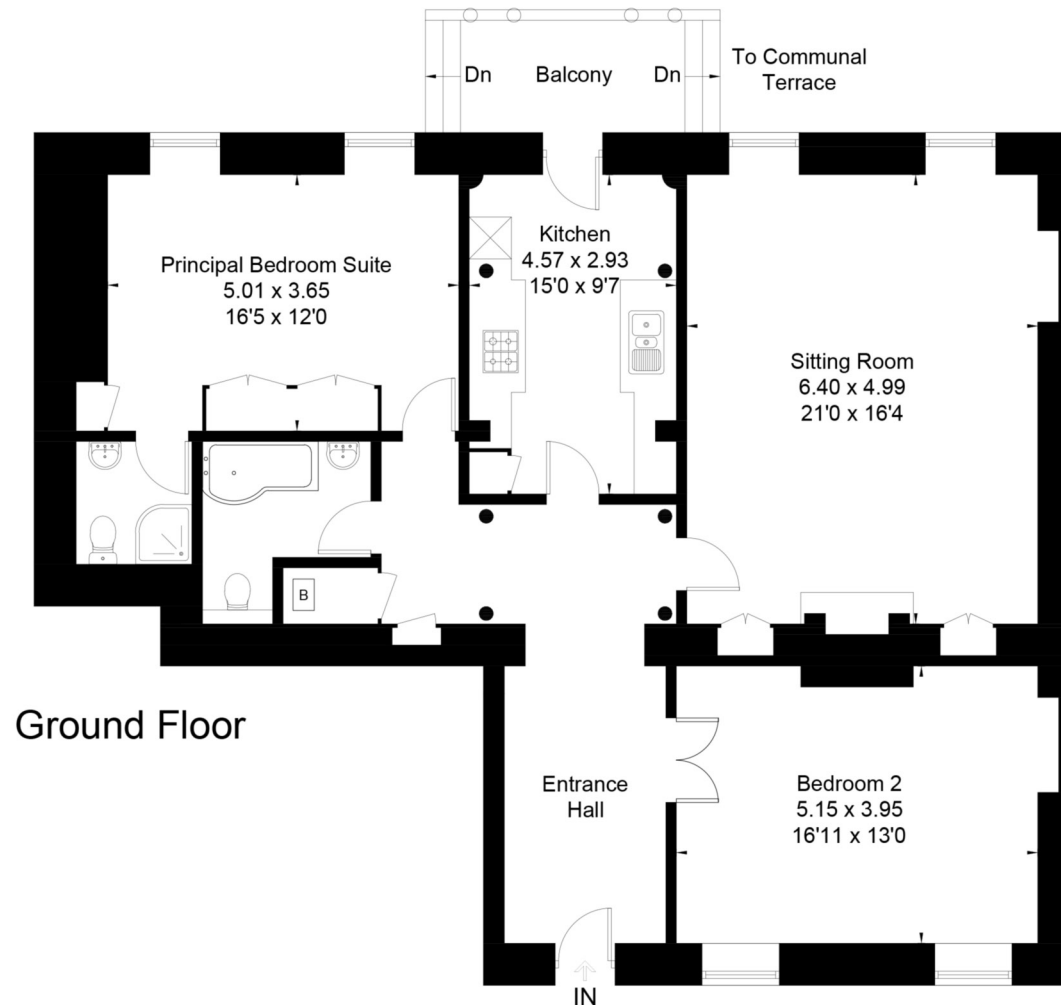 Dn
Balcony
Dn
To Communal
Terrace
Principal Bedroom Suite
5.01 x 3.65
16'5 x 12'0
Kitchen
4.57 x 2.93
15'0 x 9'7
Sitting Room
6.40 x 4.99
21'0 x 16'4
B
Ground Floor
Entrance
Hall
Bedroom 2
5.15 x 3.95
16'11 x 13'0
IN